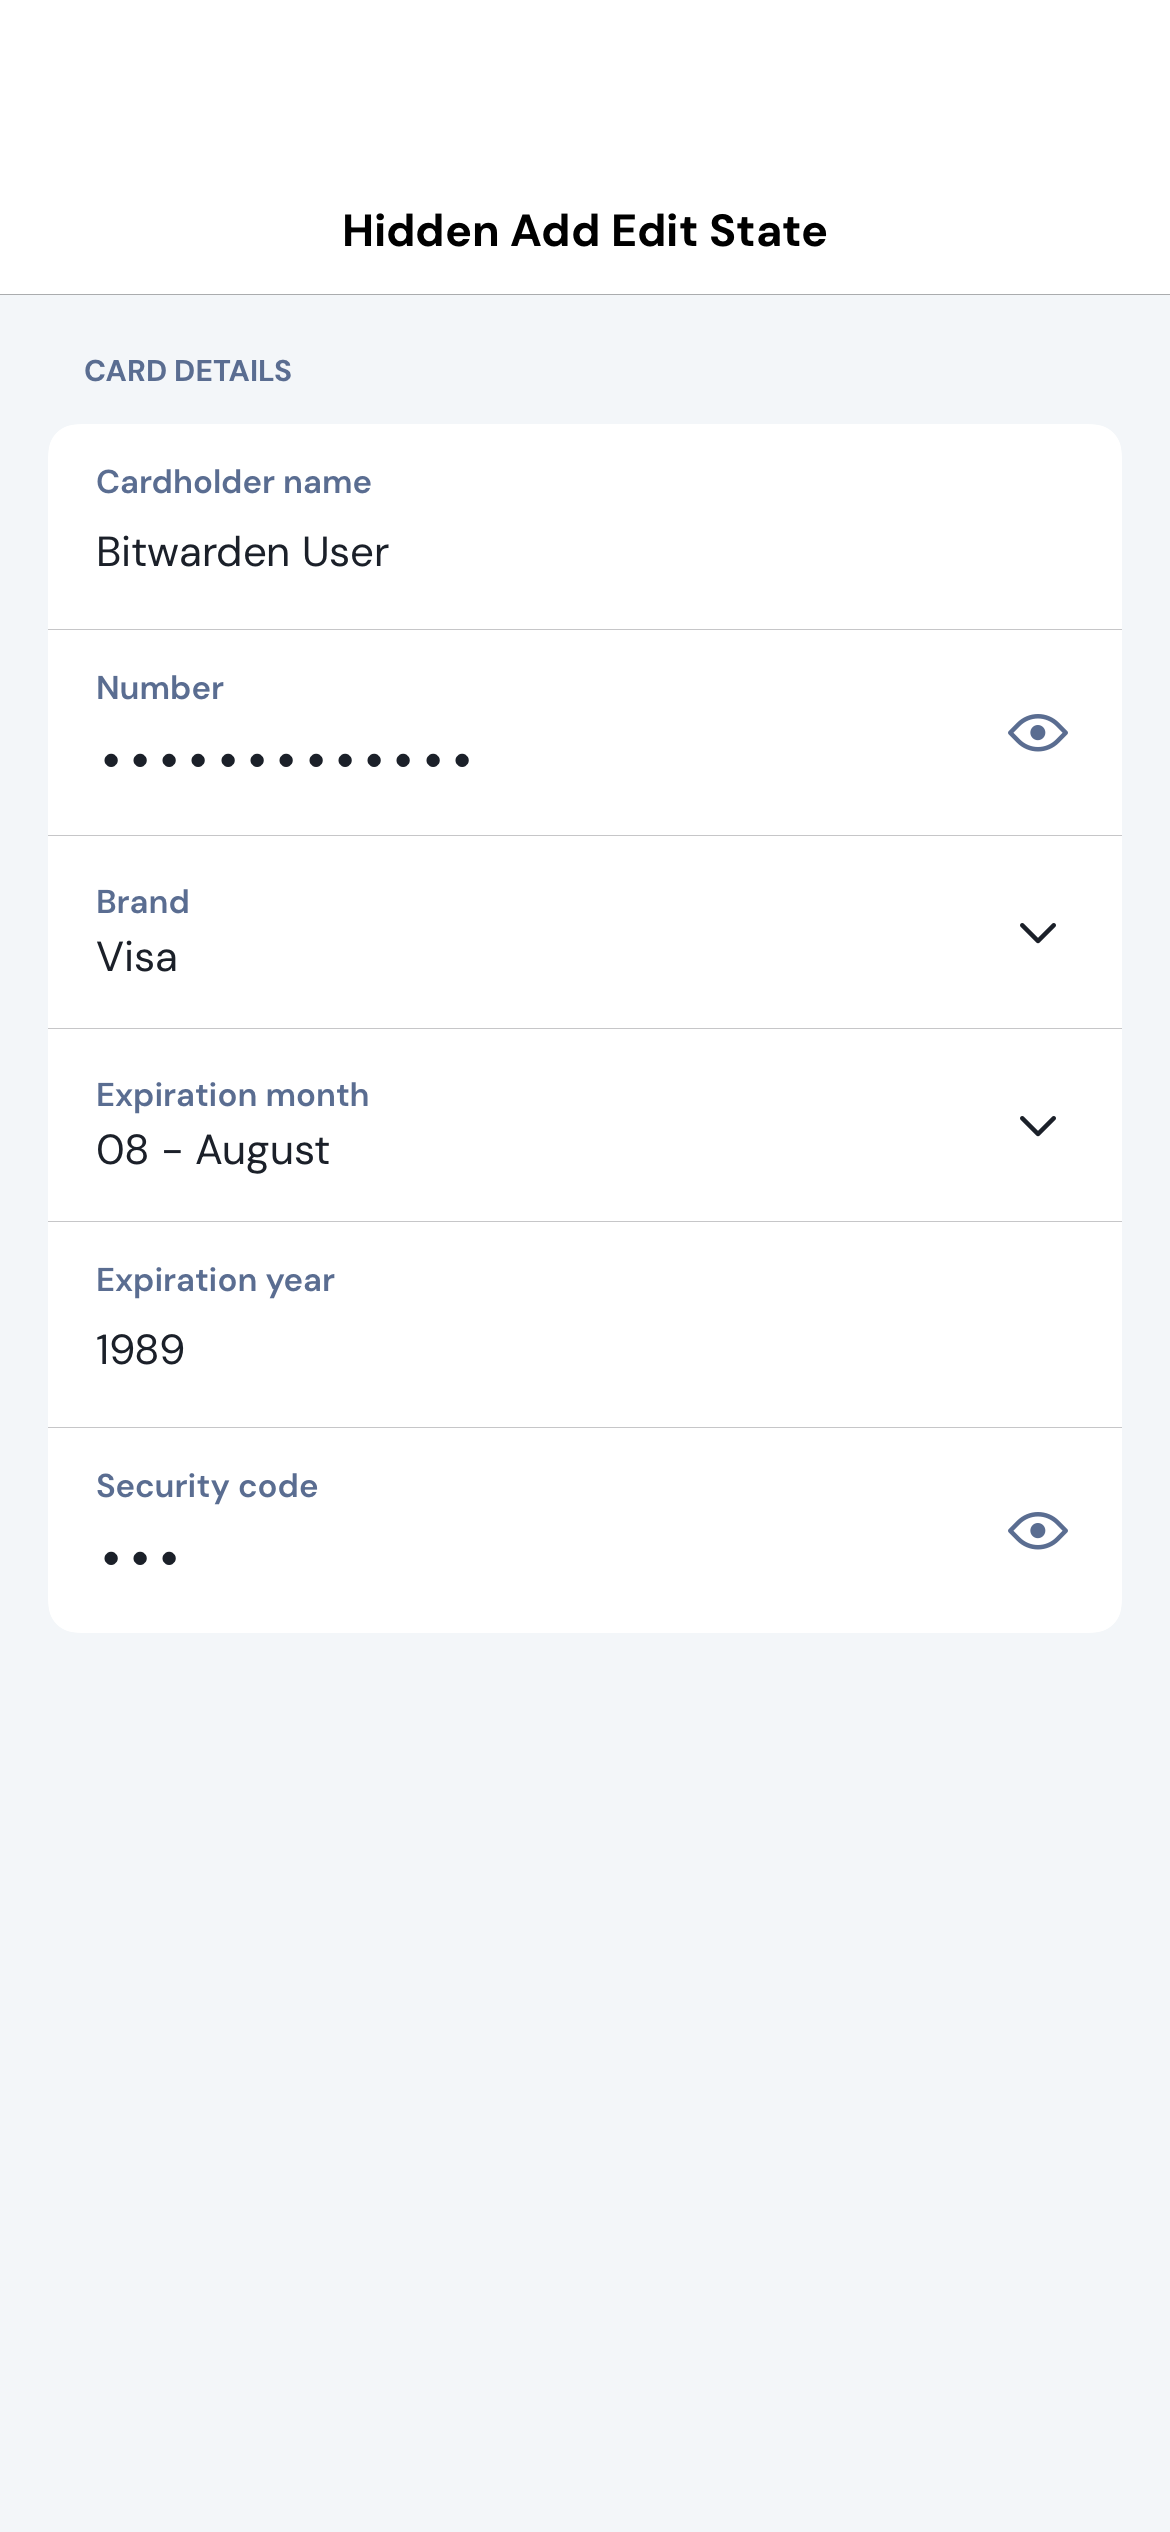 Hidden Add Edit State
CARD DETAILS
Cardholder name
Bitwarden User
Number
•••••••••••••
Brand
Visa
Expiration month
08 - August
Expiration year
1989
Security code
•••